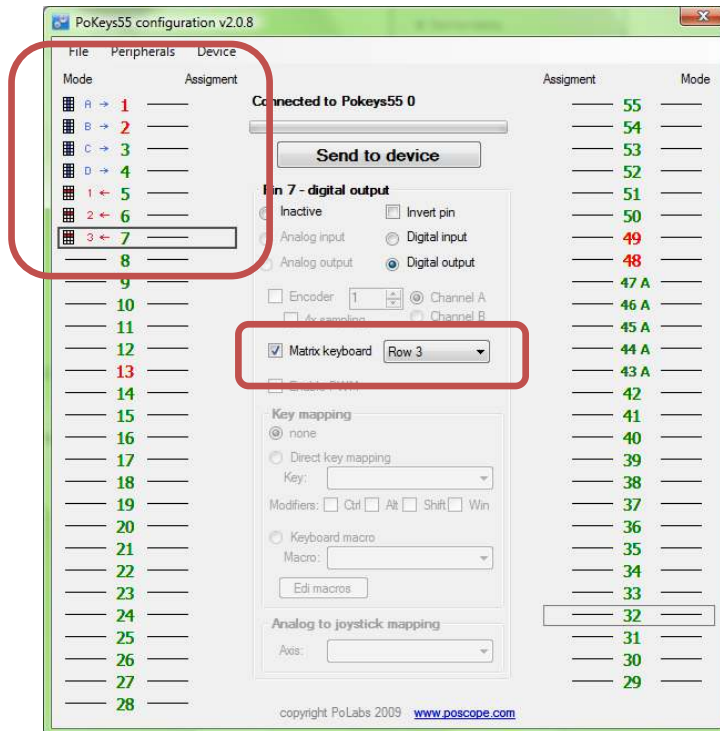 PoKeys55 configuration v2.0.8
File Peripherals Device
Mode Assigment Assigment Mode
Connected to Pokeys55 0
Send to device
Pin 7 - digital output
Inactive Invert pin
Analog input Digital input
Analog output Digital output
Encoder 1 Channel A
4x sampling Channel B
Matrix keyboard Row 3
Enable PWM
Key mapping
none
Direct key mapping
Key:
Modifiers: Ctrl Alt Shift Win
Keyboard macro
Macro:
Edi macros
Analog to joystick mapping
Axis:
copyright PoLabs 2009 www.poscope.com
A → 1
B → 2
C → 3
D → 4
1 ← 5
2 ← 6
3 ← 7
8
9
10
11
12
13
14
15
16
17
18
19
20
21
22
23
24
25
26
27
28
55
54
53
52
51
50
49
48
47 A
46 A
45 A
44 A
43 A
42
41
40
39
38
37
36
35
34
33
32
31
30
29